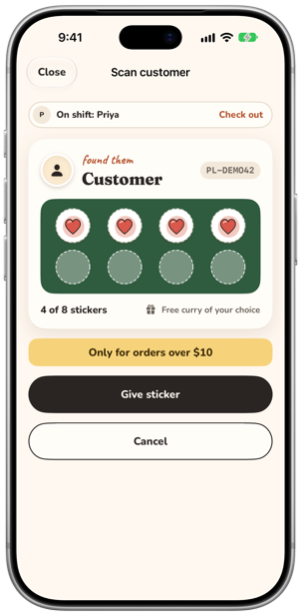 9:41
Close
Scan customer
P
On shift: Priya
Check out
found them
Customer
PL-DEMO42
4 of 8 stickers
Free curry of your choice
Only for orders over $10
Give sticker
Cancel